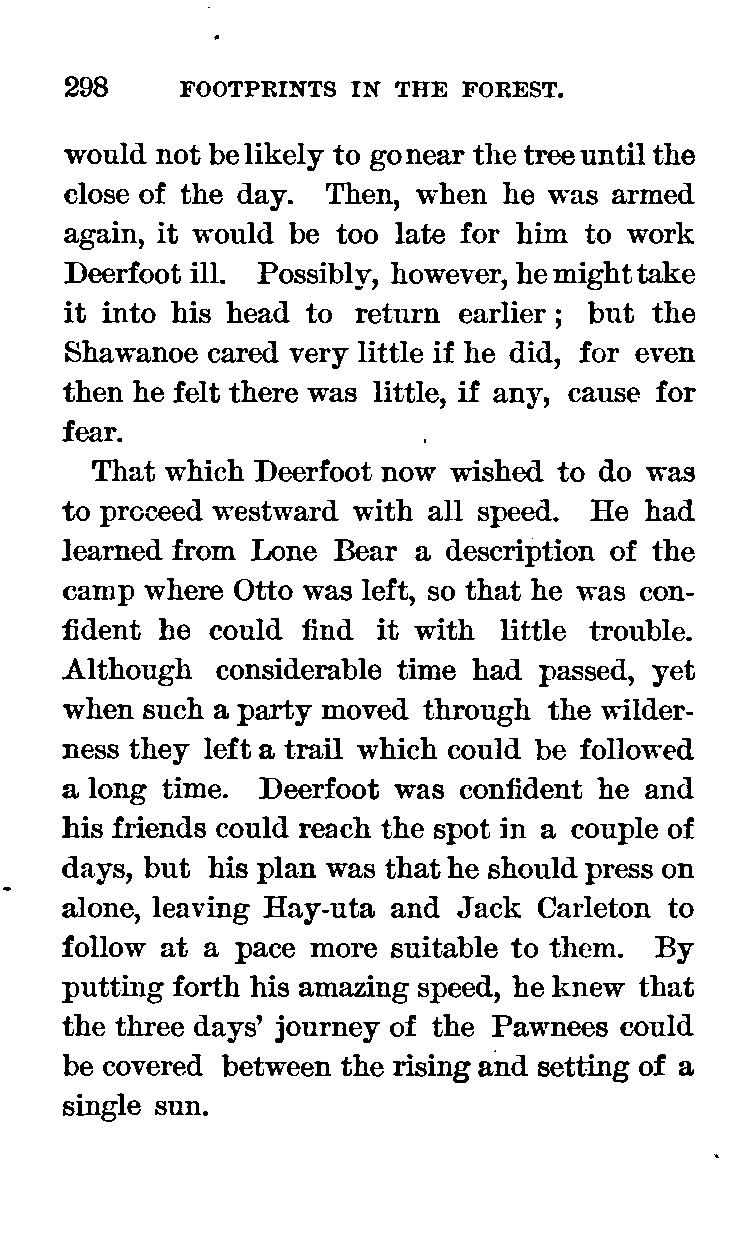 298 FOOTPRINTS IN THE FOREST.
would not be likely to go near the tree until the
close of the day. Then, when he was armed
again, it would be too late for him to work
Deerfoot ill. Possibly, however, he might take
it into his head to return earlier ; but the
Shawanoe cared very little if he did, for even
then he felt there was little, if any, cause for
fear.
That which Deerfoot now wished to do was
to proceed westward with all speed. He had
learned from Lone Bear a description of the
camp where Otto was left, so that he was con-
fident he could find it with little trouble.
Although considerable time had passed, yet
when such a party moved through the wilder-
ness they left a trail which could be followed
a long time. Deerfoot was confident he and
his friends could reach the spot in a couple of
days, but his plan was that he should press on
alone, leaving Hay-uta and Jack Carleton to
follow at a pace more suitable to them. By
putting forth his amazing speed, he knew that
the three days' journey of the Pawnees could
be covered between the rising and setting of a
single sun.